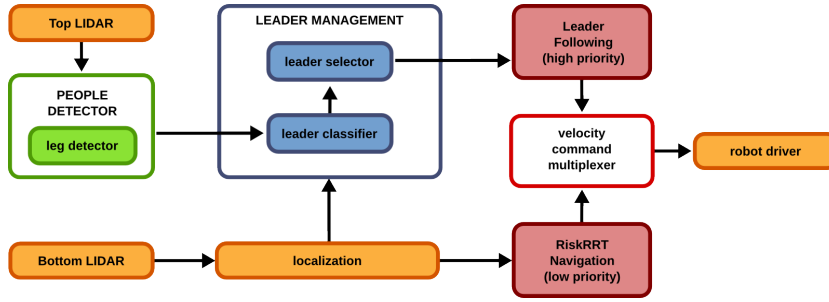 Top LIDAR
PEOPLE
DETECTOR
leg detector
LEADER MANAGEMENT
leader selector
leader classifier
Leader
Following
(high priority)
velocity
command
multiplexer
robot driver
Bottom LIDAR
localization
RiskRRT
Navigation
(low priority)